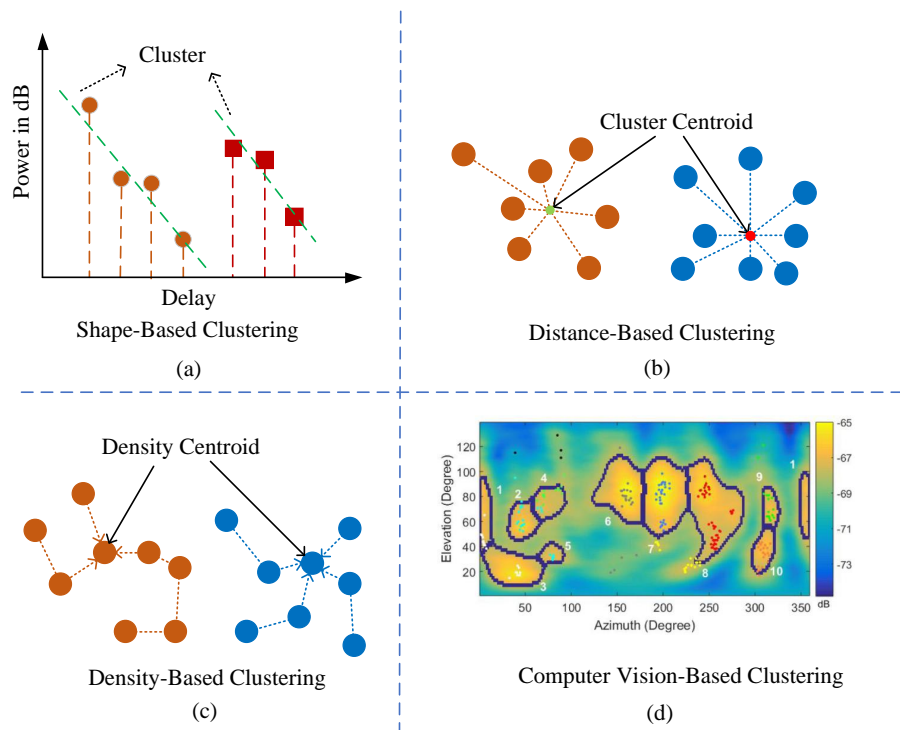 Cluster
Power in dB
Delay
Shape-Based Clustering
(a)
Cluster Centroid
Distance-Based Clustering
(b)
Density Centroid
Density-Based Clustering
(c)
120
100
80
60
40
20
Elevation (Degree)
1
2
4
3
5
6
7
8
9
10
1
50
100
150
200
250
300
350
Azimuth (Degree)
-65
-67
-69
-71
-73
dB
Computer Vision-Based Clustering
(d)